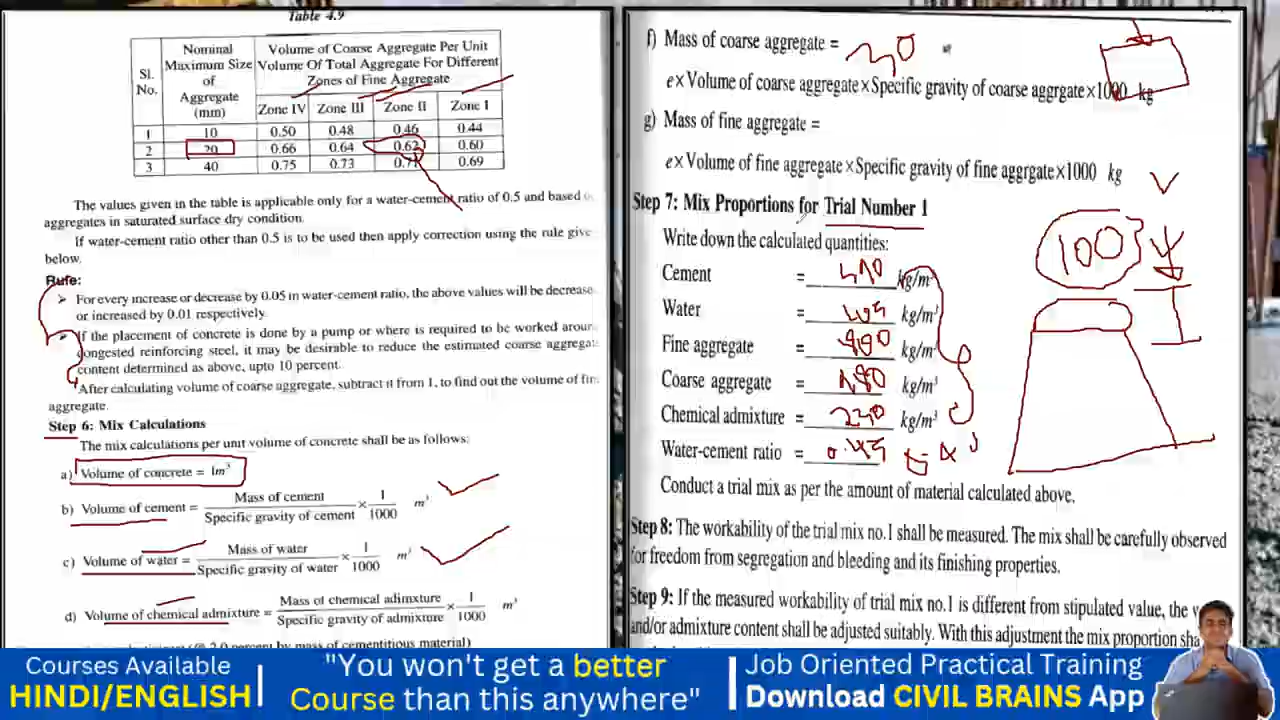 Table 4.9
Sl. No. | Nominal Maximum Size of Aggregate (mm) | Volume of Coarse Aggregate Per Unit Volume Of Total Aggregate For Different Zones of Fine Aggregate
Zone IV | Zone III | Zone II | Zone I
1 | 10 | 0.50 | 0.48 | 0.46 | 0.44
2 | 20 | 0.66 | 0.64 | 0.62 | 0.60
3 | 40 | 0.75 | 0.73 | 0.71 | 0.69
The values given in the table is applicable only for a water-cement ratio of 0.5 and based
aggregates in saturated surface dry condition.
If water-cement ratio other than 0.5 is to be used then apply correction using the rule give
below.
Rule:
➢ For every increase or decrease by 0.05 in water-cement ratio, the above values will be decrease
or increased by 0.01 respectively.
➢ If the placement of concrete is done by a pump or where is required to be worked aroun
congested reinforcing steel, it may be desirable to reduce the estimated coarse aggregat
content determined as above, upto 10 percent.
After calculating volume of coarse aggregate, subtract it from 1, to find out the volume of fin
aggregate.
Step 6: Mix Calculations
The mix calculations per unit volume of concrete shall be as follows:
a) Volume of concrete = 1m³
b) Volume of cement = Mass of cement / Specific gravity of cement × 1/1000 m³
c) Volume of water = Mass of water / Specific gravity of water × 1/1000 m³
d) Volume of chemical admixture = Mass of chemical adimxture / Specific gravity of admixture × 1/1000 m³
2.0 percent by mass of cementitious material)
f) Mass of coarse aggregate =
e×Volume of coarse aggregate×Specific gravity of coarse aggrgate×1000 kg
g) Mass of fine aggregate =
e×Volume of fine aggregate×Specific gravity of fine aggrgate×1000 kg
100
Step 7: Mix Proportions for Trial Number 1
Write down the calculated quantities:
Cement = kg/m³
Water = kg/m³
Fine aggregate = kg/m³
Coarse aggregate = kg/m³
Chemical admixture = kg/m³
Water-cement ratio =
Conduct a trial mix as per the amount of material calculated above.
Step 8: The workability of the trial mix no.1 shall be measured. The mix shall be carefully observed
for freedom from segregation and bleeding and its finishing properties.
Step 9: If the measured workability of trial mix no.1 is different from stipulated value, the
and/or admixture content shall be adjusted suitably. With this adjustment the mix proportion
Courses Available
HINDI/ENGLISH
"You won't get a better
Course than this anywhere"
Job Oriented Practical Training
Download CIVIL BRAINS App